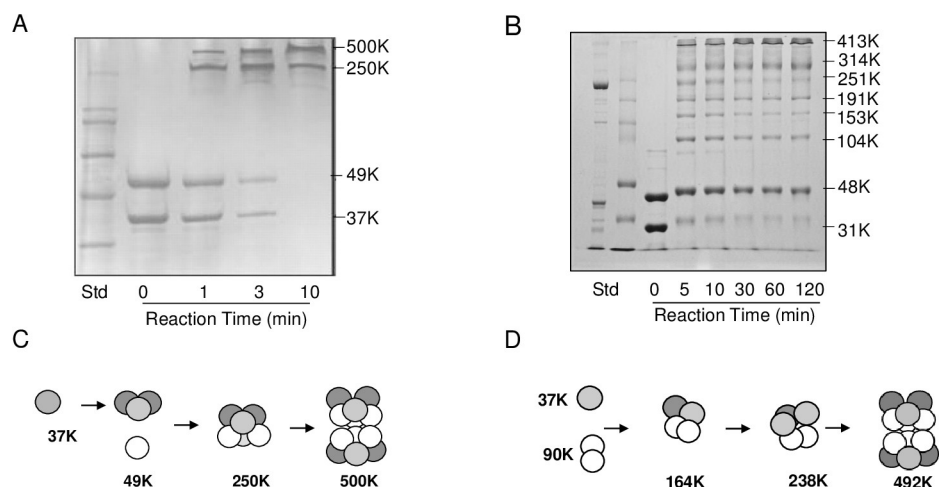 A
500K
250K
49K
37K
Std 0 1 3 10
Reaction Time (min)
B
413K
314K
251K
191K
153K
104K
48K
31K
Std 0 5 10 30 60 120
Reaction Time (min)
C
37K
49K
250K
500K
D
37K
90K
164K
238K
492K